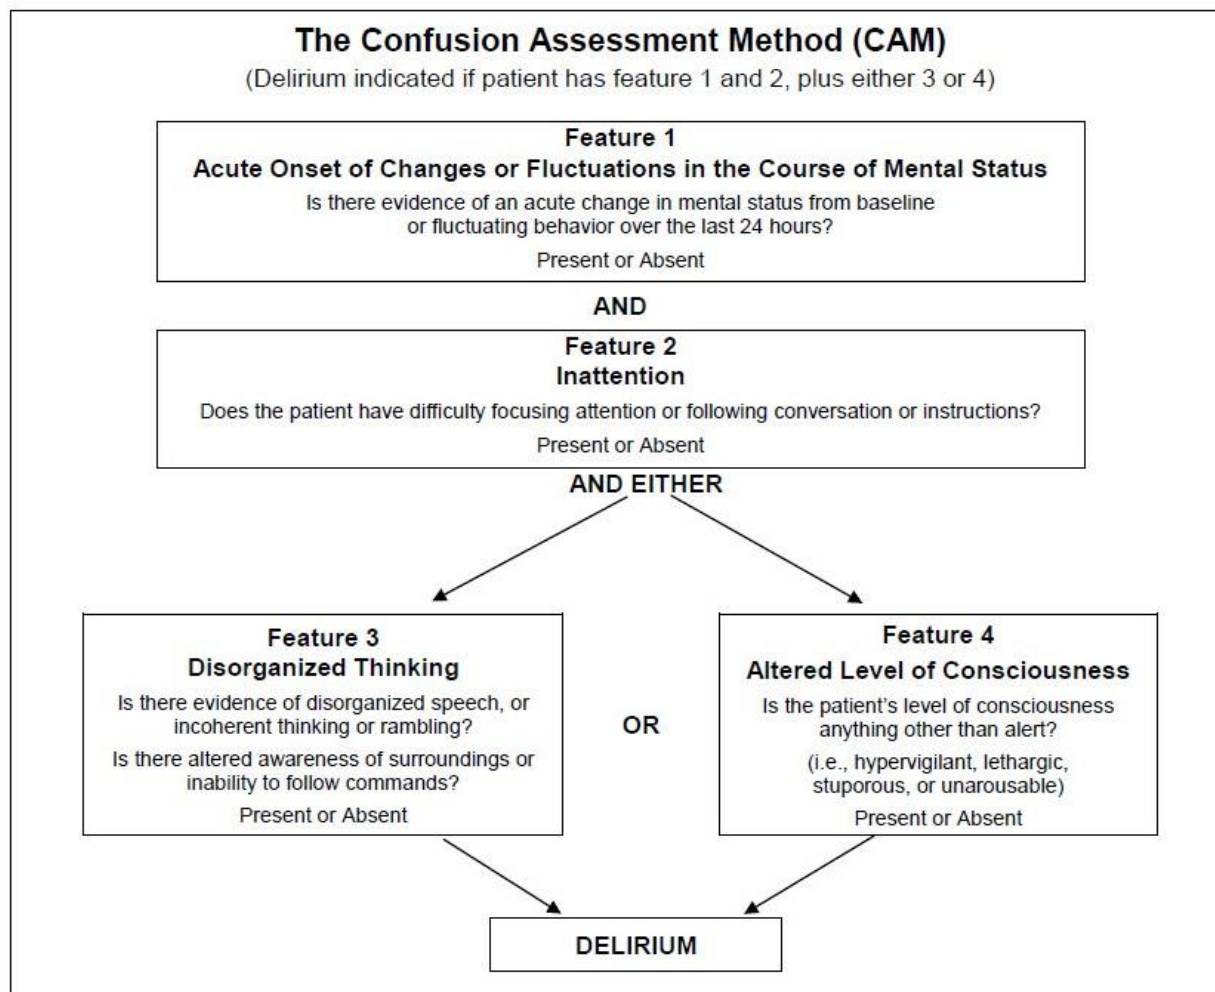 The Confusion Assessment Method (CAM)
(Delirium indicated if patient has feature 1 and 2, plus either 3 or 4)
Feature 1
Acute Onset of Changes or Fluctuations in the Course of Mental Status
Is there evidence of an acute change in mental status from baseline
or fluctuating behavior over the last 24 hours?
Present or Absent
AND
Feature 2
Inattention
Does the patient have difficulty focusing attention or following conversation or instructions?
Present or Absent
AND EITHER
Feature 3
Disorganized Thinking
Is there evidence of disorganized speech, or
incoherent thinking or rambling?
Is there altered awareness of surroundings or
inability to follow commands?
Present or Absent
OR
Feature 4
Altered Level of Consciousness
Is the patient’s level of consciousness
anything other than alert?
(i.e., hypervigilant, lethargic,
stuporous, or unarousable)
Present or Absent
DELIRIUM